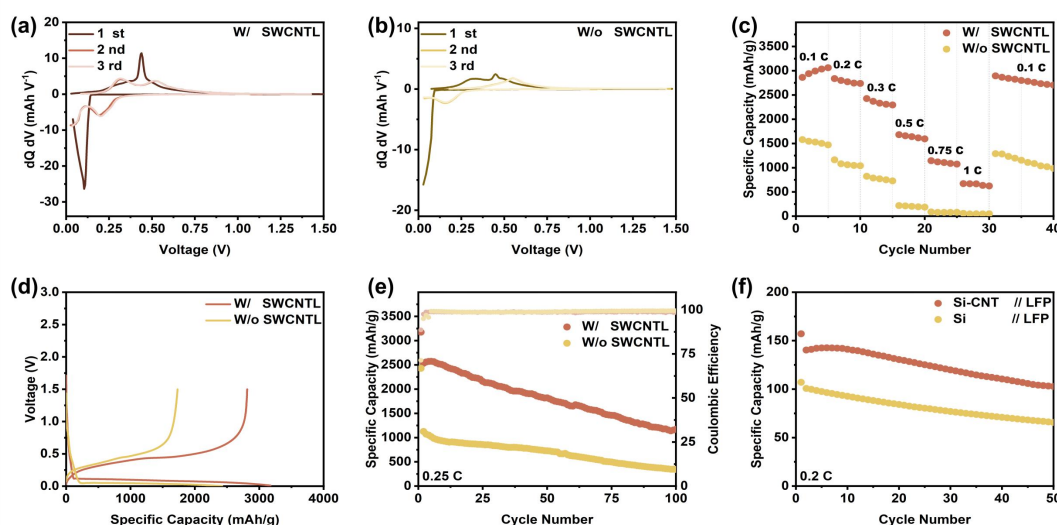 (a)
20
10
0
-10
-20
-30
dQ dV (mAh V⁻¹)
1 st
2 nd
3 rd
W/ SWCNTL
0.00 0.25 0.50 0.75 1.00 1.25 1.50
Voltage (V)
(b)
10
0
-10
-20
dQ dV (mAh V⁻¹)
1 st
2 nd
3 rd
W/o SWCNTL
0.00 0.25 0.50 0.75 1.00 1.25 1.50
Voltage (V)
(c)
3500
3000
2500
2000
1500
1000
500
0
Specific Capacity (mAh/g)
W/ SWCNTL
W/o SWCNTL
0.1 C
0.2 C
0.3 C
0.5 C
0.75 C
1 C
0.1 C
0 10 20 30 40
Cycle Number
(d)
3.0
2.5
2.0
1.5
1.0
0.5
0.0
Voltage (V)
W/ SWCNTL
W/o SWCNTL
0 1000 2000 3000 4000
Specific Capacity (mAh/g)
(e)
3500
3000
2500
2000
1500
1000
500
0
Specific Capacity (mAh/g)
W/ SWCNTL
W/o SWCNTL
0.25 C
100
75
50
25
0
Coulombic Efficiency
0 25 50 75 100
Cycle Number
(f)
200
150
100
50
0
Specific Capacity (mAh/g)
Si-CNT // LFP
Si // LFP
0.2 C
0 10 20 30 40 50
Cycle Number